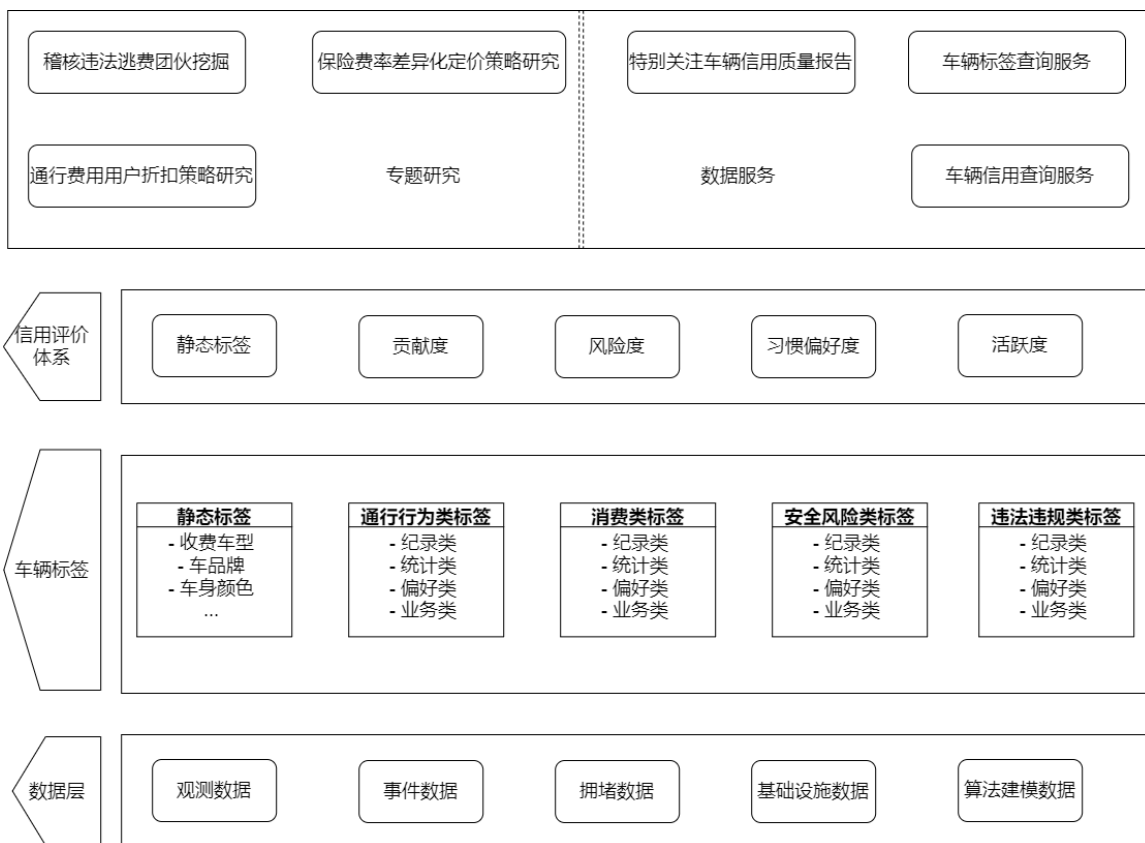 稽核违法逃费团伙挖掘
保险费率差异化定价策略研究
特别关注车辆信用质量报告
车辆标签查询服务
通行费用用户折扣策略研究
专题研究
数据服务
车辆信用查询服务
信用评价
体系
静态标签
贡献度
风险度
习惯偏好度
活跃度
车辆标签
静态标签
- 收费车型
- 车品牌
- 车身颜色
...
通行行为类标签
- 纪录类
- 统计类
- 偏好类
- 业务类
消费类标签
- 纪录类
- 统计类
- 偏好类
- 业务类
安全风险类标签
- 纪录类
- 统计类
- 偏好类
- 业务类
违法违规类标签
- 纪录类
- 统计类
- 偏好类
- 业务类
数据层
观测数据
事件数据
拥堵数据
基础设施数据
算法建模数据